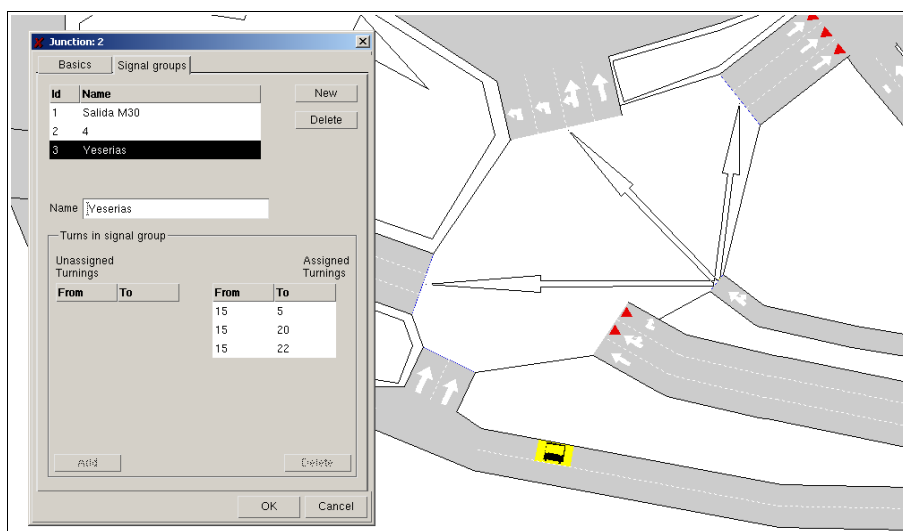 Junction: 2
Basics Signal groups
Id Name
1 Salida M30
2 4
3 Yeserias
New
Delete
Name Yeserias
Turns in signal group
Unassigned Turnings
Assigned Turnings
From To From To
15 5
15 20
15 22
Add Delete
OK Cancel